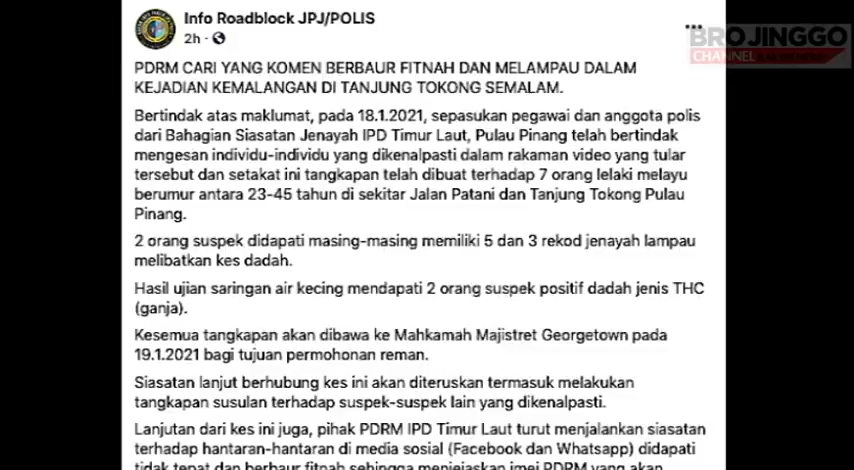 Info Roadblock JPJ/POLIS
2h ·
BROJINGGO
CHANNEL
PDRM CARI YANG KOMEN BERBAUR FITNAH DAN MELAMPAU DALAM
KEJADIAN KEMALANGAN DI TANJUNG TOKONG SEMALAM.
Bertindak atas maklumat, pada 18.1.2021, sepasukan pegawai dan anggota polis
dari Bahagian Siasatan Jenayah IPD Timur Laut, Pulau Pinang telah bertindak
mengesan individu-individu yang dikenalpasti dalam rakaman video yang tular
tersebut dan setakat ini tangkapan telah dibuat terhadap 7 orang lelaki melayu
berumur antara 23-45 tahun di sekitar Jalan Patani dan Tanjung Tokong Pulau
Pinang.
2 orang suspek didapati masing-masing memiliki 5 dan 3 rekod jenayah lampau
melibatkan kes dadah.
Hasil ujian saringan air kecing mendapati 2 orang suspek positif dadah jenis THC
(ganja).
Kesemua tangkapan akan dibawa ke Mahkamah Majistret Georgetown pada
19.1.2021 bagi tujuan permohonan reman.
Siasatan lanjut berhubung kes ini akan diteruskan termasuk melakukan
tangkapan susulan terhadap suspek-suspek lain yang dikenalpasti.
Lanjutan dari kes ini juga, pihak PDRM IPD Timur Laut turut menjalankan siasatan
terhadap hantaran-hantaran di media sosial (Facebook dan Whatsapp) didapati
tidak tepat dan berbaur fitnah sehingga menjejaskan imej PDRM yang akan